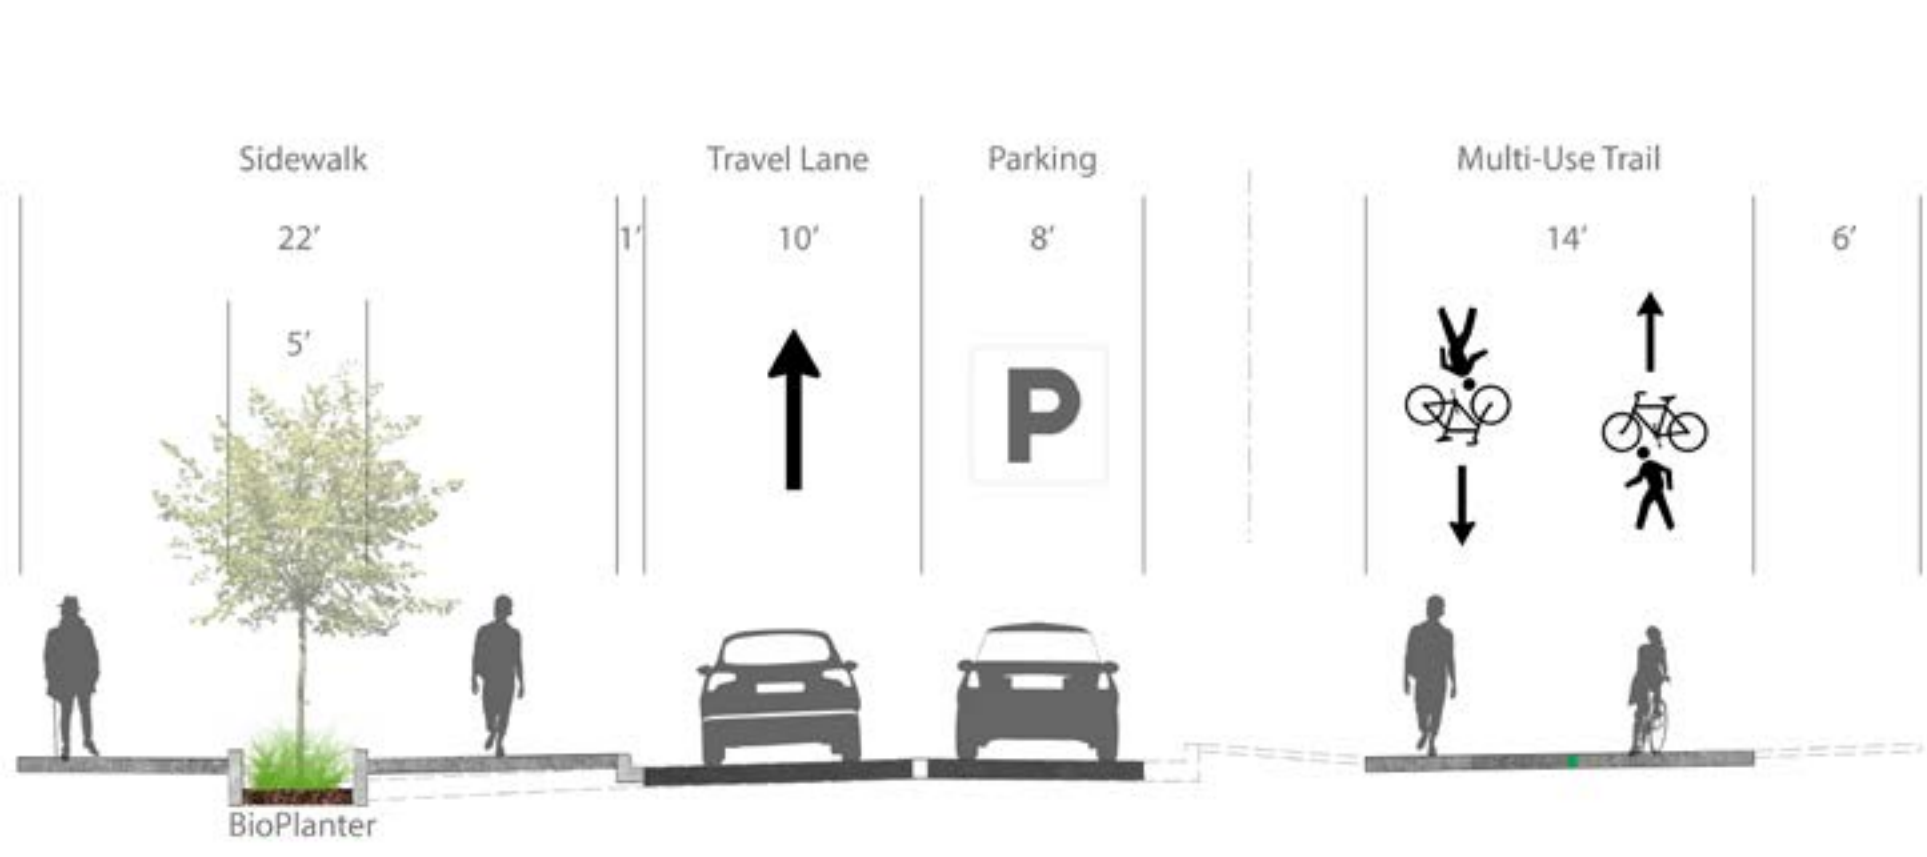 Sidewalk
Travel Lane
Parking
Multi-Use Trail
22’
1’
10’
8’
14’
6’
5’
P
BioPlanter